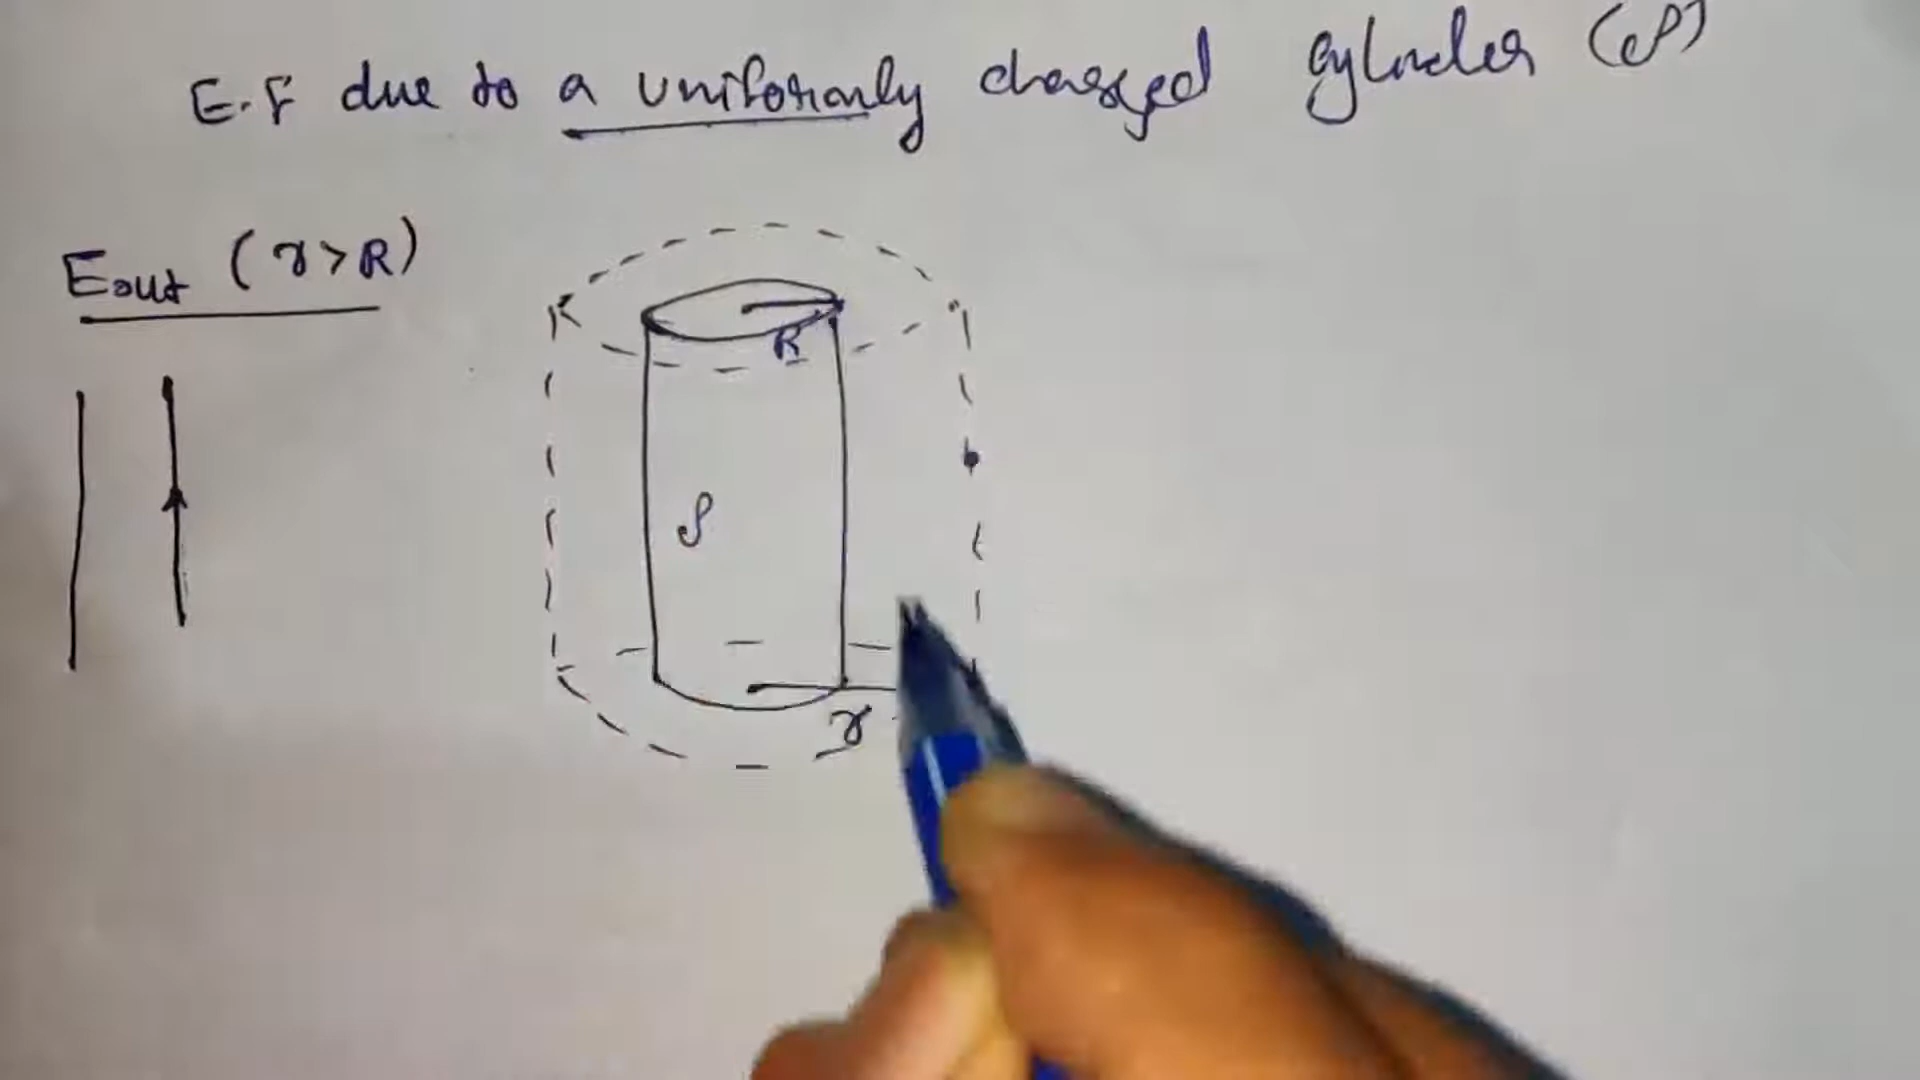 E.F due to a uniformly charged cylinder (ρ)
Eout (r>R)
R
ρ
r